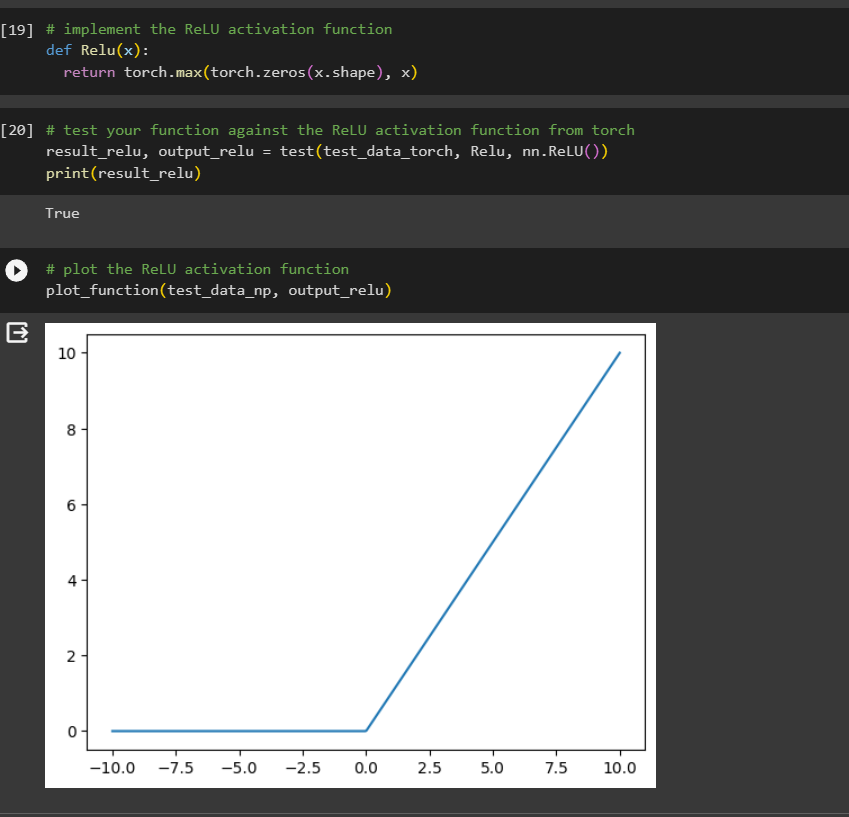 [19] # implement the ReLU activation function
def Relu(x):
  return torch.max(torch.zeros(x.shape), x)
[20] # test your function against the ReLU activation function from torch
result_relu, output_relu = test(test_data_torch, Relu, nn.ReLU())
print(result_relu)
True
# plot the ReLU activation function
plot_function(test_data_np, output_relu)
10
8
6
4
2
0
−10.0 −7.5 −5.0 −2.5 0.0 2.5 5.0 7.5 10.0